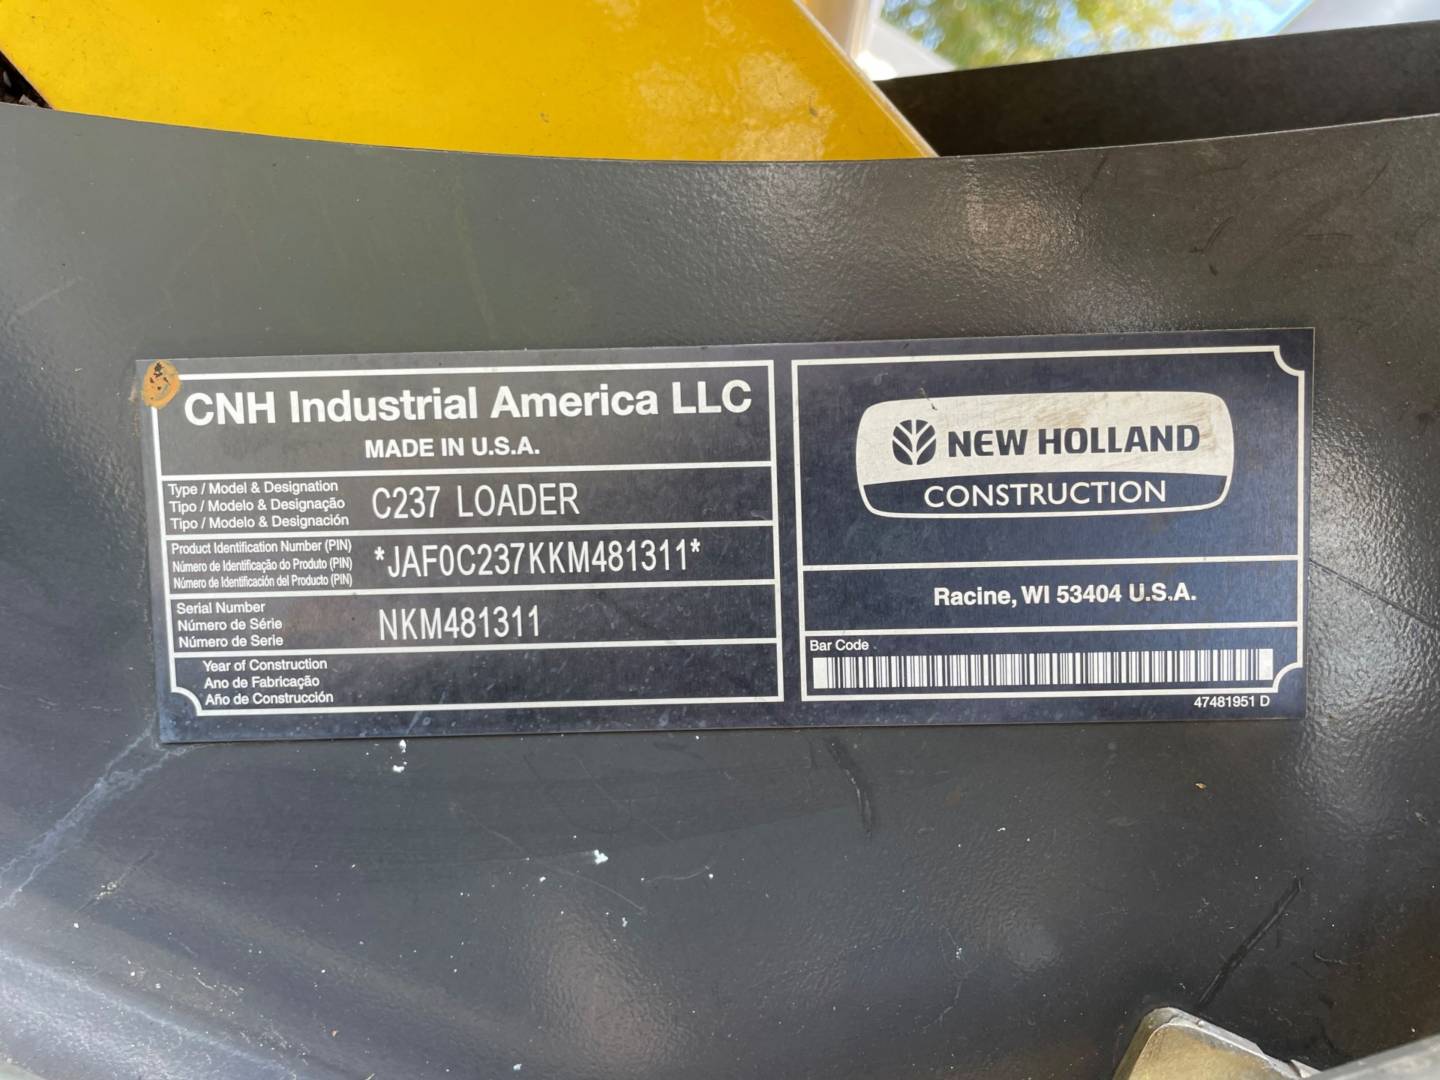 CNH Industrial America LLC
MADE IN U.S.A.
Type / Model & Designation
Tipo / Modelo & Designação
Tipo / Modelo & Designación
C237 LOADER
Product Identification Number (PIN)
Número de Identificação do Produto (PIN)
Número de Identificación del Producto (PIN)
*JAF0C237KKM481311*
Serial Number
Número de Série
Número de Serie
NKM481311
Year of Construction
Ano de Fabricação
Año de Construcción
NEW HOLLAND
CONSTRUCTION
Racine, WI 53404 U.S.A.
Bar Code
47481951 D